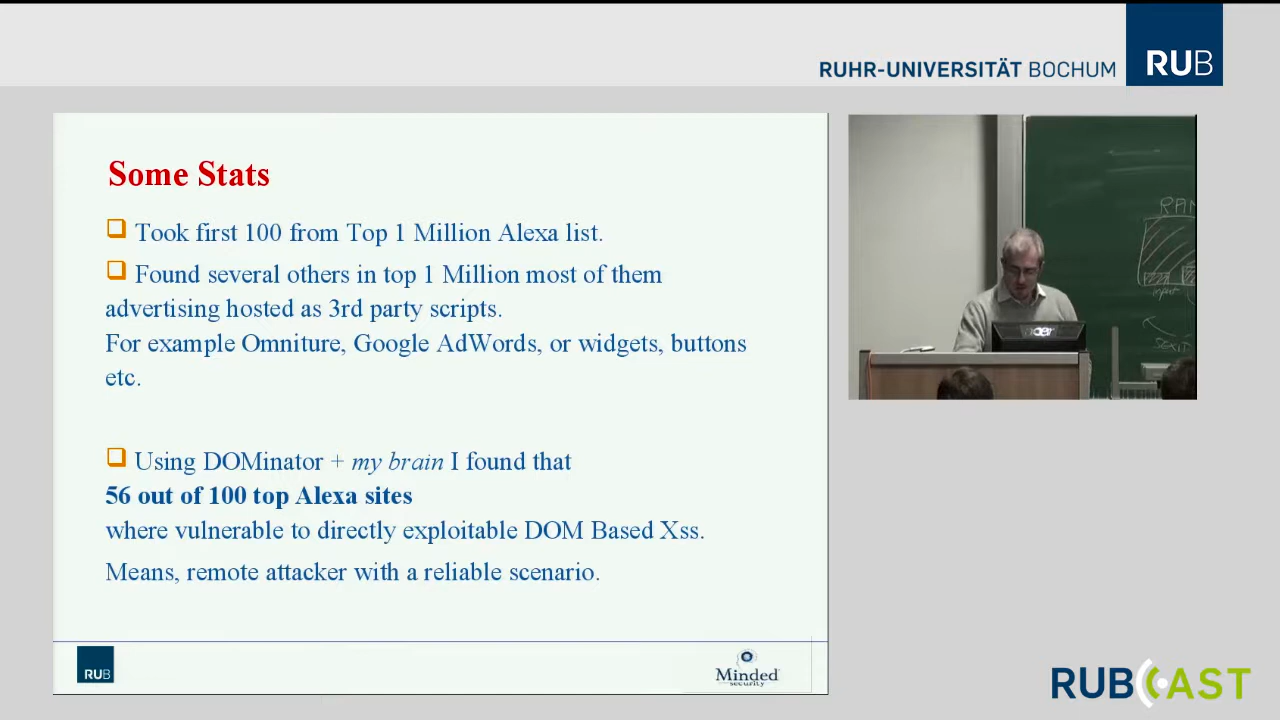 RUHR-UNIVERSITÄT BOCHUM
RUB
Some Stats
Took first 100 from Top 1 Million Alexa list.
Found several others in top 1 Million most of them
advertising hosted as 3rd party scripts.
For example Omniture, Google AdWords, or widgets, buttons
etc.
Using DOMinator + my brain I found that
56 out of 100 top Alexa sites
where vulnerable to directly exploitable DOM Based Xss.
Means, remote attacker with a reliable scenario.
RUB
Minded
security
acer
RUBCAST